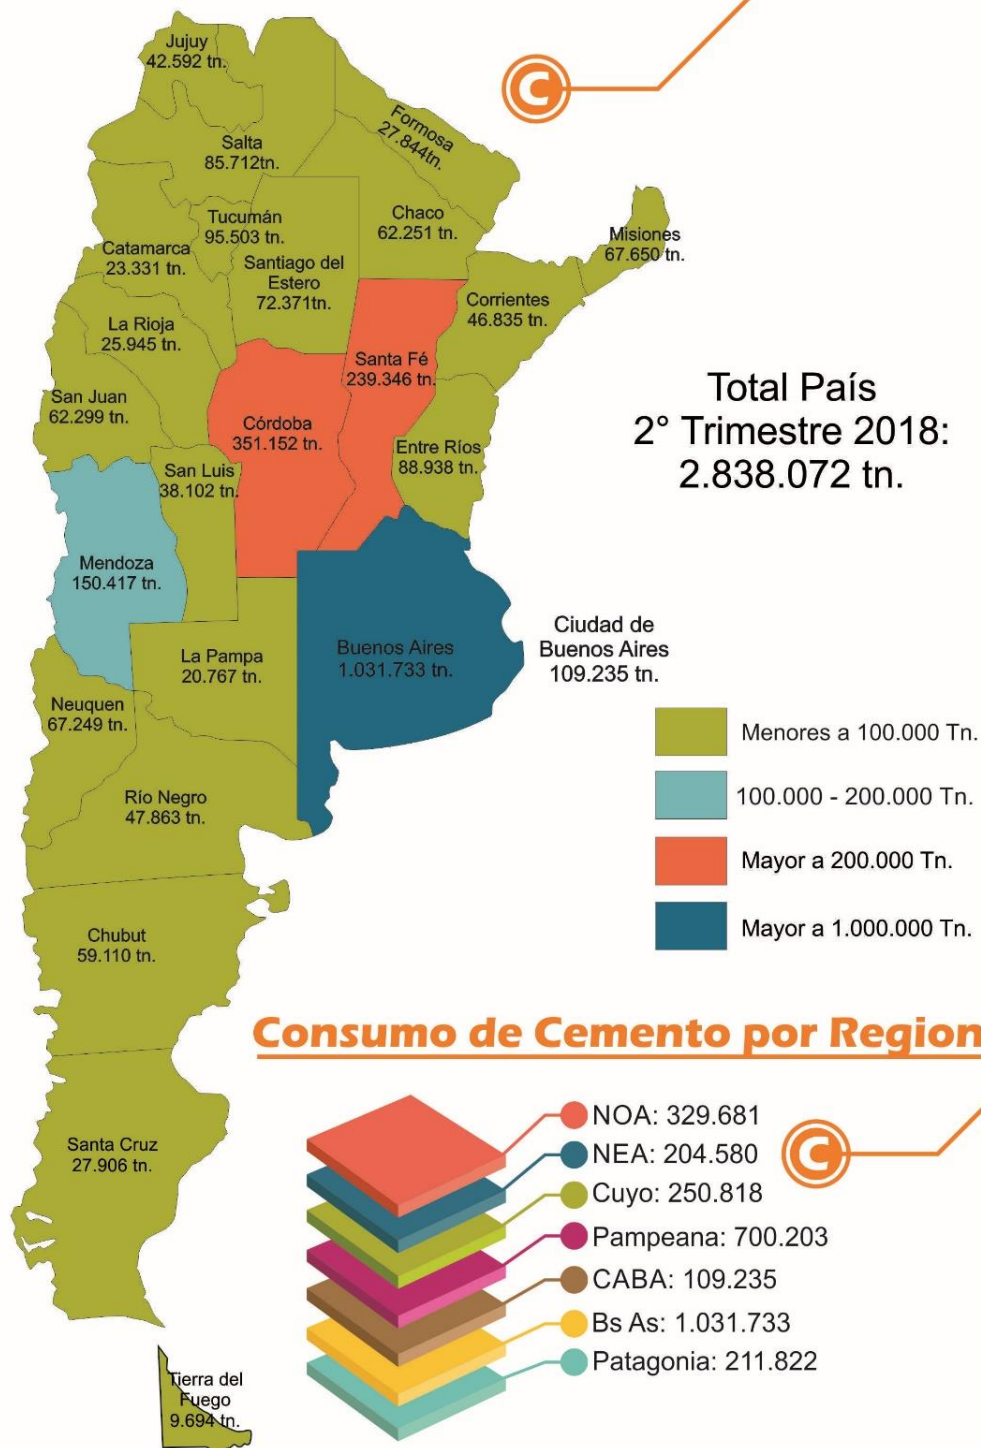 C
Jujuy
42.592 tn.
Formosa
27.844tn.
Salta
85.712tn.
Chaco
62.251 tn.
Misiones
67.650 tn.
Tucumán
95.503 tn.
Catamarca
23.331 tn.
Santiago del
Estero
72.371tn.
Corrientes
46.835 tn.
La Rioja
25.945 tn.
Santa Fé
239.346 tn.
San Juan
62.299 tn.
Córdoba
351.152 tn.
Entre Ríos
88.938 tn.
San Luis
38.102 tn.
Total País
2° Trimestre 2018:
2.838.072 tn.
Mendoza
150.417 tn.
La Pampa
20.767 tn.
Buenos Aires
1.031.733 tn.
Ciudad de
Buenos Aires
109.235 tn.
Neuquen
67.249 tn.
Río Negro
47.863 tn.
Menores a 100.000 Tn.
100.000 - 200.000 Tn.
Mayor a 200.000 Tn.
Mayor a 1.000.000 Tn.
Chubut
59.110 tn.
Consumo de Cemento por Region
Santa Cruz
27.906 tn.
NOA: 329.681
NEA: 204.580
C
Cuyo: 250.818
Pampeana: 700.203
CABA: 109.235
Bs As: 1.031.733
Patagonia: 211.822
Tierra del
Fuego
9.694 tn.